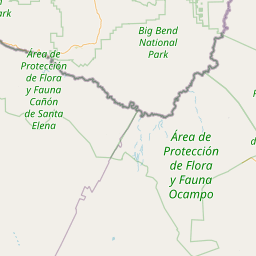 Park
Big Bend
National
Park
Área de
Protección
de Flora
y Fauna
Cañón
de Santa
Elena
Área de
Protección
de Flora
y Fauna
Ocampo